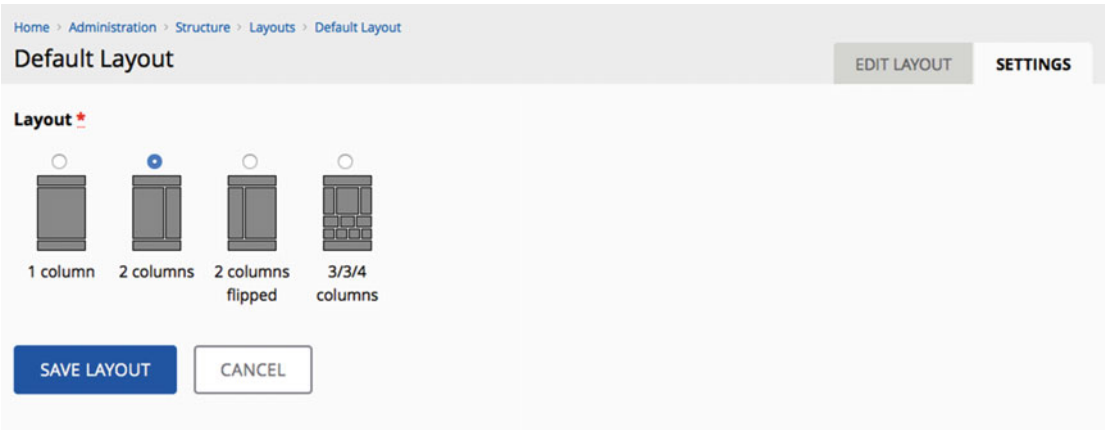 Home › Administration › Structure › Layouts › Default Layout
Default Layout
EDIT LAYOUT
SETTINGS
Layout *
1 column
2 columns
2 columns
flipped
3/3/4
columns
SAVE LAYOUT
CANCEL